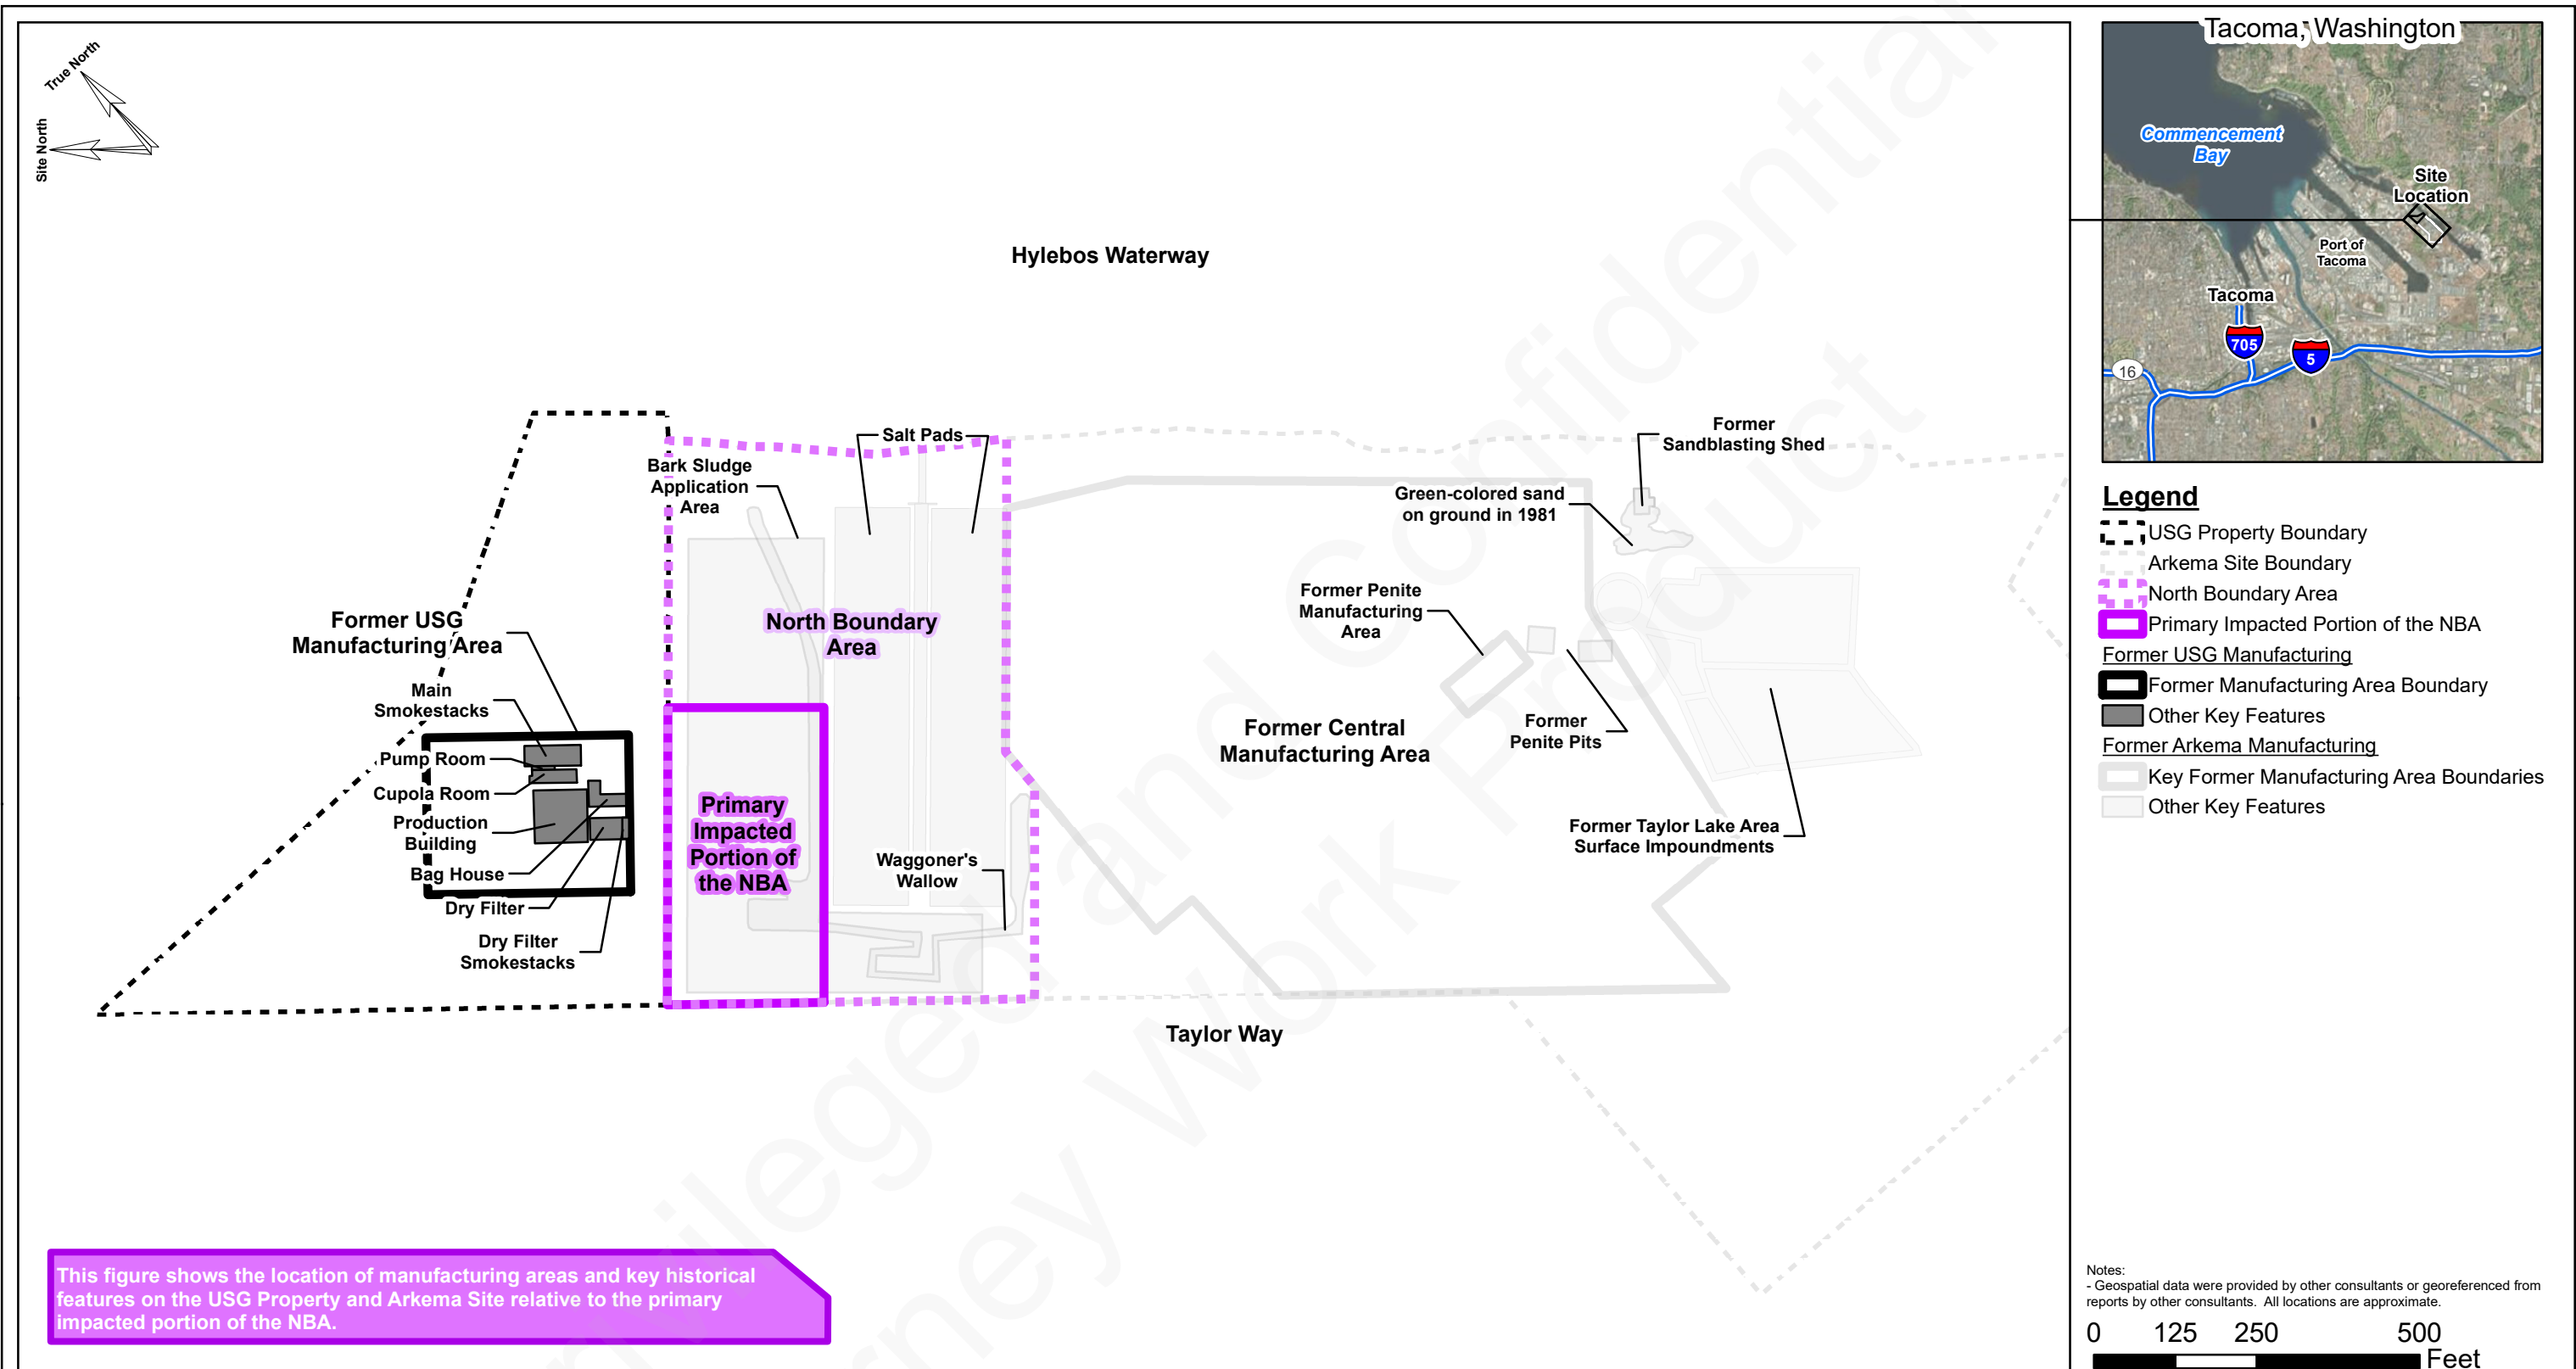 True North
Site North
Hylebos Waterway
Salt Pads
Bark Sludge
Application
Area
North Boundary
Area
Former USG
Manufacturing Area
Main
Smokestacks
Pump Room
Cupola Room
Production
Building
Bag House
Dry Filter
Dry Filter
Smokestacks
Primary
Impacted
Portion of
the NBA
Waggoner's
Wallow
Former
Sandblasting Shed
Green-colored sand
on ground in 1981
Former Penite
Manufacturing
Area
Former Central
Manufacturing Area
Former
Penite Pits
Former Taylor Lake Area
Surface Impoundments
Taylor Way
This figure shows the location of manufacturing areas and key historical
features on the USG Property and Arkema Site relative to the primary
impacted portion of the NBA.
Tacoma, Washington
Commencement
Bay
Site
Location
Port of
Tacoma
Tacoma
705
5
16
Legend
USG Property Boundary
Arkema Site Boundary
North Boundary Area
Primary Impacted Portion of the NBA
Former USG Manufacturing
Former Manufacturing Area Boundary
Other Key Features
Former Arkema Manufacturing
Key Former Manufacturing Area Boundaries
Other Key Features
Notes:
- Geospatial data were provided by other consultants or georeferenced from
reports by other consultants. All locations are approximate.
0 125 250 500
Feet
and Confidential
Work Product